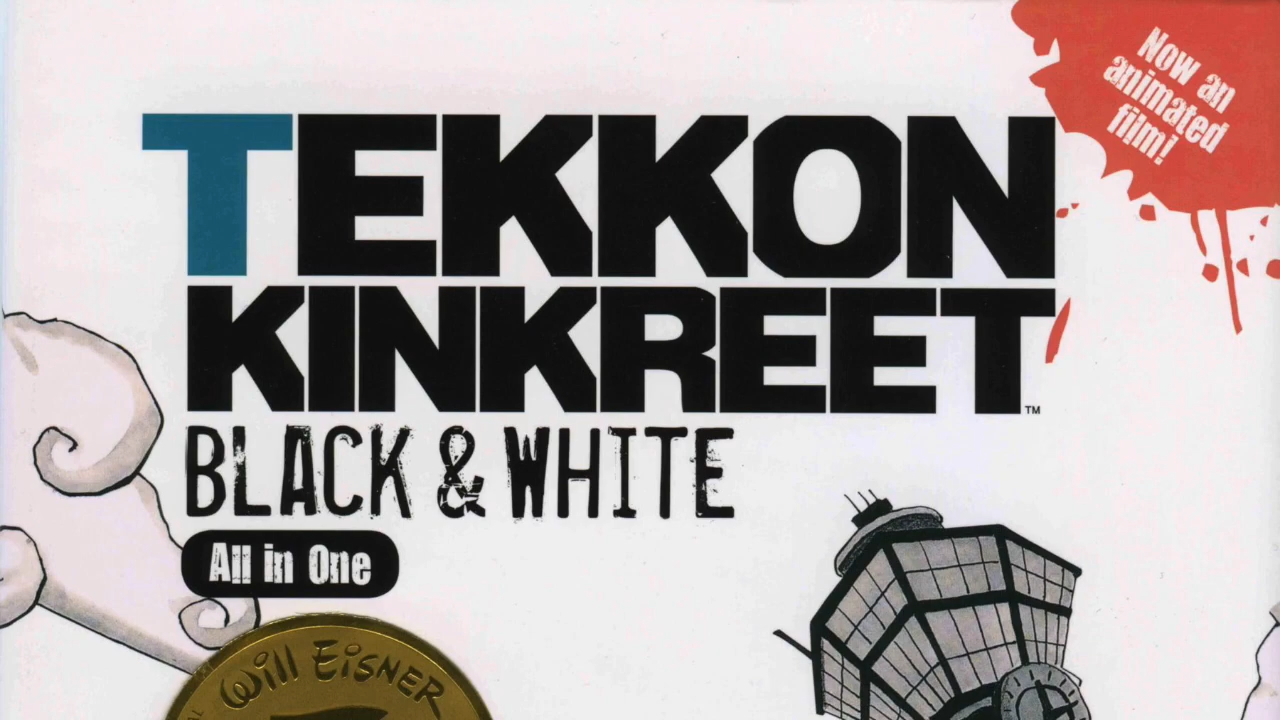 Now an
animated
film!
TEKKON
KINKREET
TM
BLACK & WHITE
All in One
Will Eisner